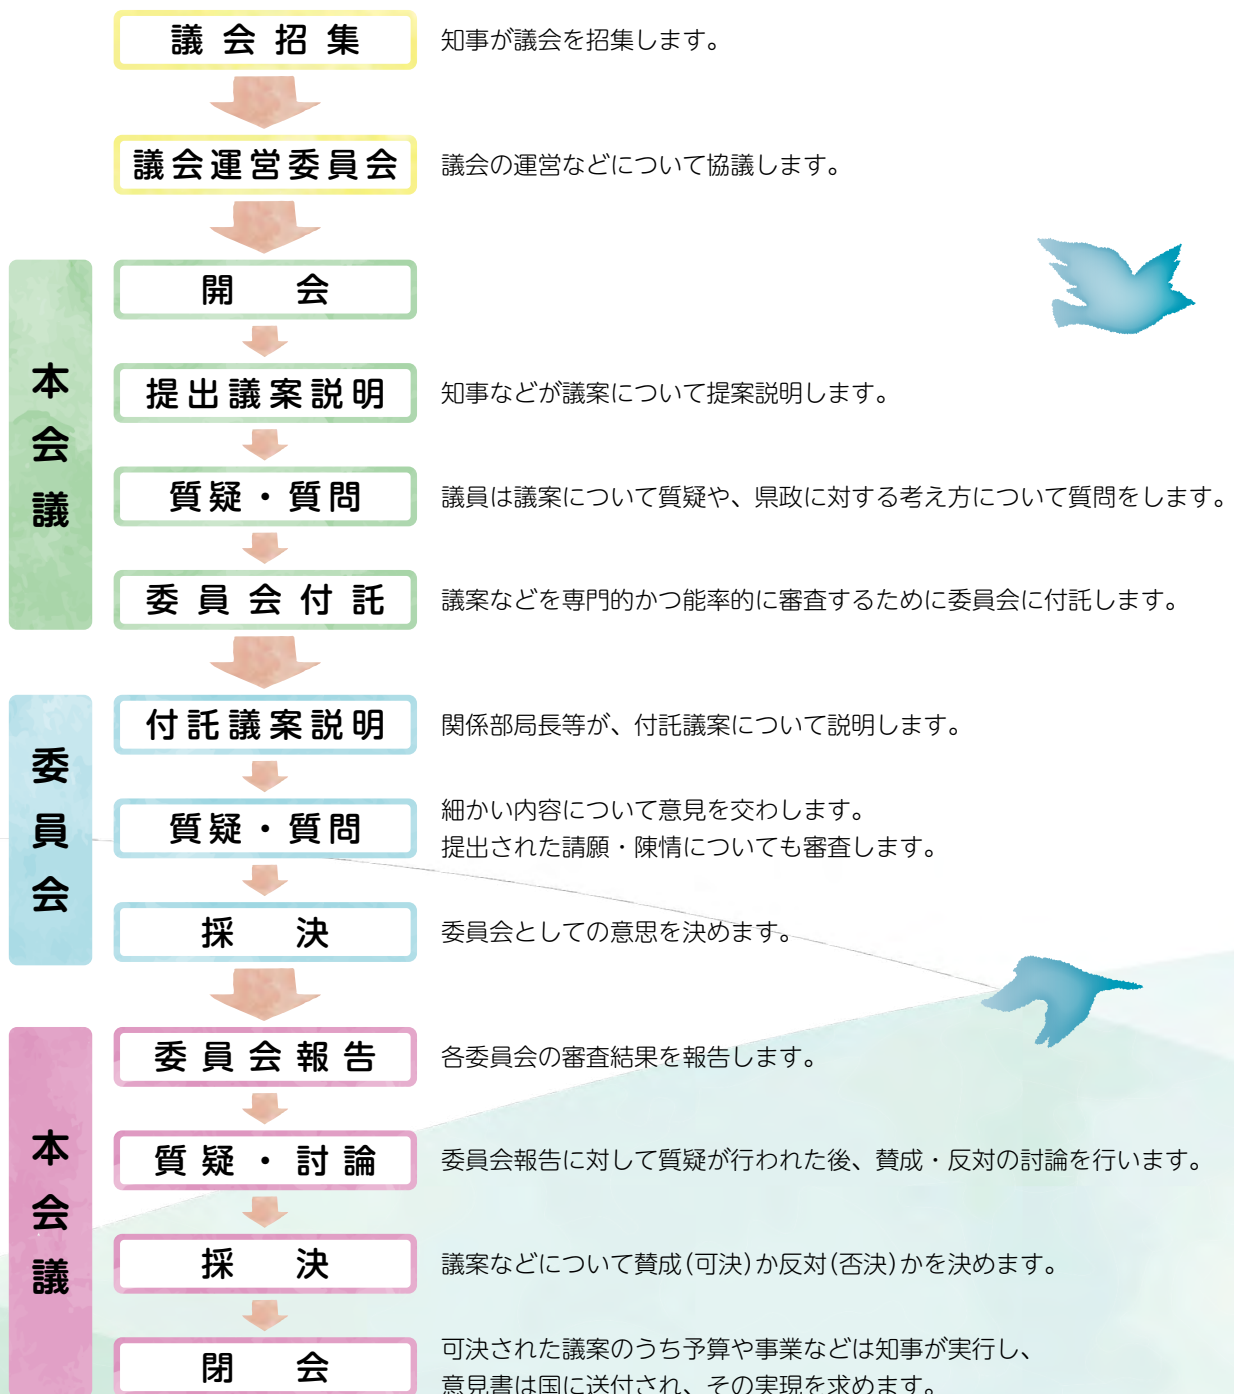 議会招集
知事が議会を招集します。
議会運営委員会
議会の運営などについて協議します。
本会議
開会
提出議案説明
知事などが議案について提案説明します。
質疑・質問
議員は議案について質疑や、県政に対する考え方について質問をします。
委員会付託
議案などを専門的かつ能率的に審査するために委員会に付託します。
委員会
付託議案説明
関係部局長等が、付託議案について説明します。
質疑・質問
細かい内容について意見を交わします。
提出された請願・陳情についても審査します。
採決
委員会としての意思を決めます。
本会議
委員会報告
各委員会の審査結果を報告します。
質疑・討論
委員会報告に対して質疑が行われた後、賛成・反対の討論を行います。
採決
議案などについて賛成(可決)か反対(否決)かを決めます。
閉会
可決された議案のうち予算や事業などは知事が実行し、
意見書は国に送付され、その実現を求めます。